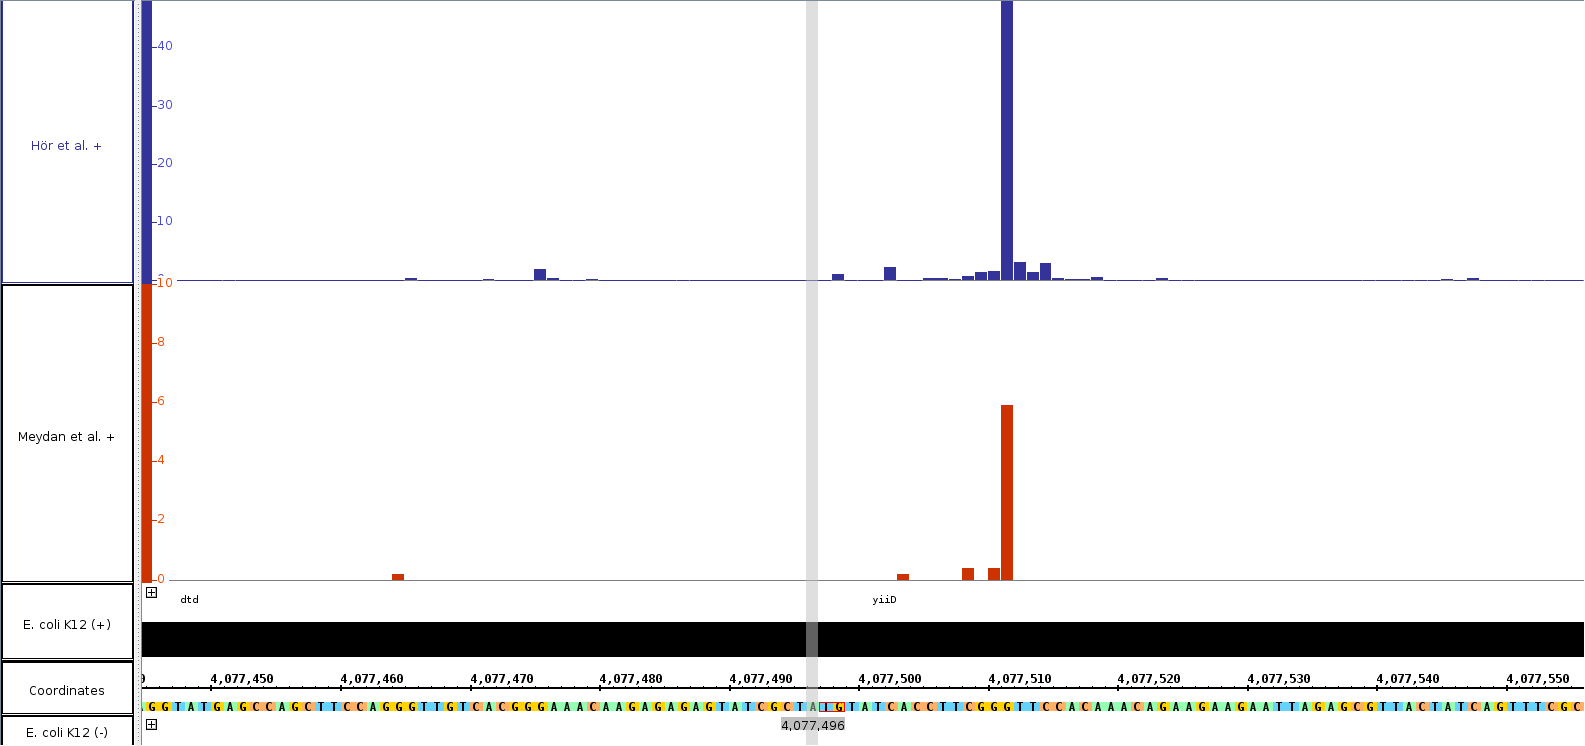 Hör et al. +
40
30
20
10
0
Meydan et al. +
10
8
6
4
2
0
E. coli K12 (+)
dtd yiiD
Coordinates
4,077,450 4,077,460 4,077,470 4,077,480 4,077,490 4,077,500 4,077,510 4,077,520 4,077,530 4,077,540 4,077,550
GGTATGAGCCAGCTTCCAGGGTTGTCACGGGAAACAAGAGAGAGTATCGCTATGTATCACCTTCGGGTTCCACAAACAGAAGAAGAATTAGAGCGTTACTATCAGTTTCGC
4,077,496
E. coli K12 (-)